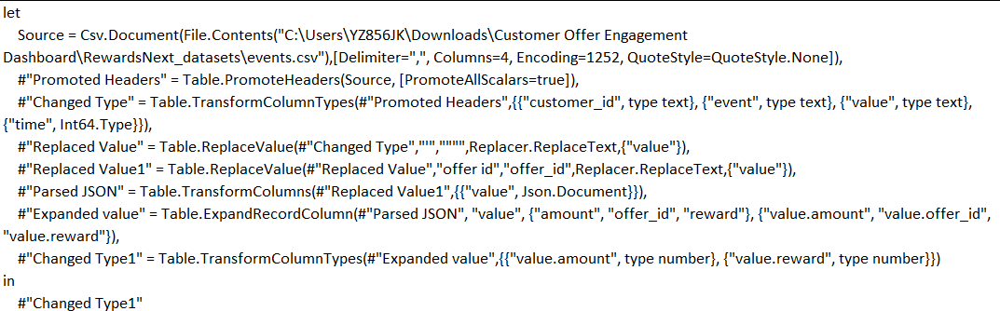 let
    Source = Csv.Document(File.Contents("C:\Users\YZ856JK\Downloads\Customer Offer Engagement
Dashboard\RewardsNext_datasets\events.csv"),[Delimiter=",", Columns=4, Encoding=1252, QuoteStyle=QuoteStyle.None]),
    #"Promoted Headers" = Table.PromoteHeaders(Source, [PromoteAllScalars=true]),
    #"Changed Type" = Table.TransformColumnTypes(#"Promoted Headers",{{"customer_id", type text}, {"event", type text}, {"value", type text},
{"time", Int64.Type}}),
    #"Replaced Value" = Table.ReplaceValue(#"Changed Type","'","""",Replacer.ReplaceText,{"value"}),
    #"Replaced Value1" = Table.ReplaceValue(#"Replaced Value","offer id","offer_id",Replacer.ReplaceText,{"value"}),
    #"Parsed JSON" = Table.TransformColumns(#"Replaced Value1",{{"value", Json.Document}}),
    #"Expanded value" = Table.ExpandRecordColumn(#"Parsed JSON", "value", {"amount", "offer_id", "reward"}, {"value.amount", "value.offer_id",
"value.reward"}),
    #"Changed Type1" = Table.TransformColumnTypes(#"Expanded value",{{"value.amount", type number}, {"value.reward", type number}})
in
    #"Changed Type1"